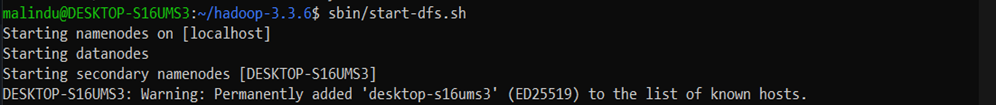 malindu@DESKTOP-S16UMS3:~/hadoop-3.3.6$ sbin/start-dfs.sh
Starting namenodes on [localhost]
Starting datanodes
Starting secondary namenodes [DESKTOP-S16UMS3]
DESKTOP-S16UMS3: Warning: Permanently added 'desktop-s16ums3' (ED25519) to the list of known hosts.